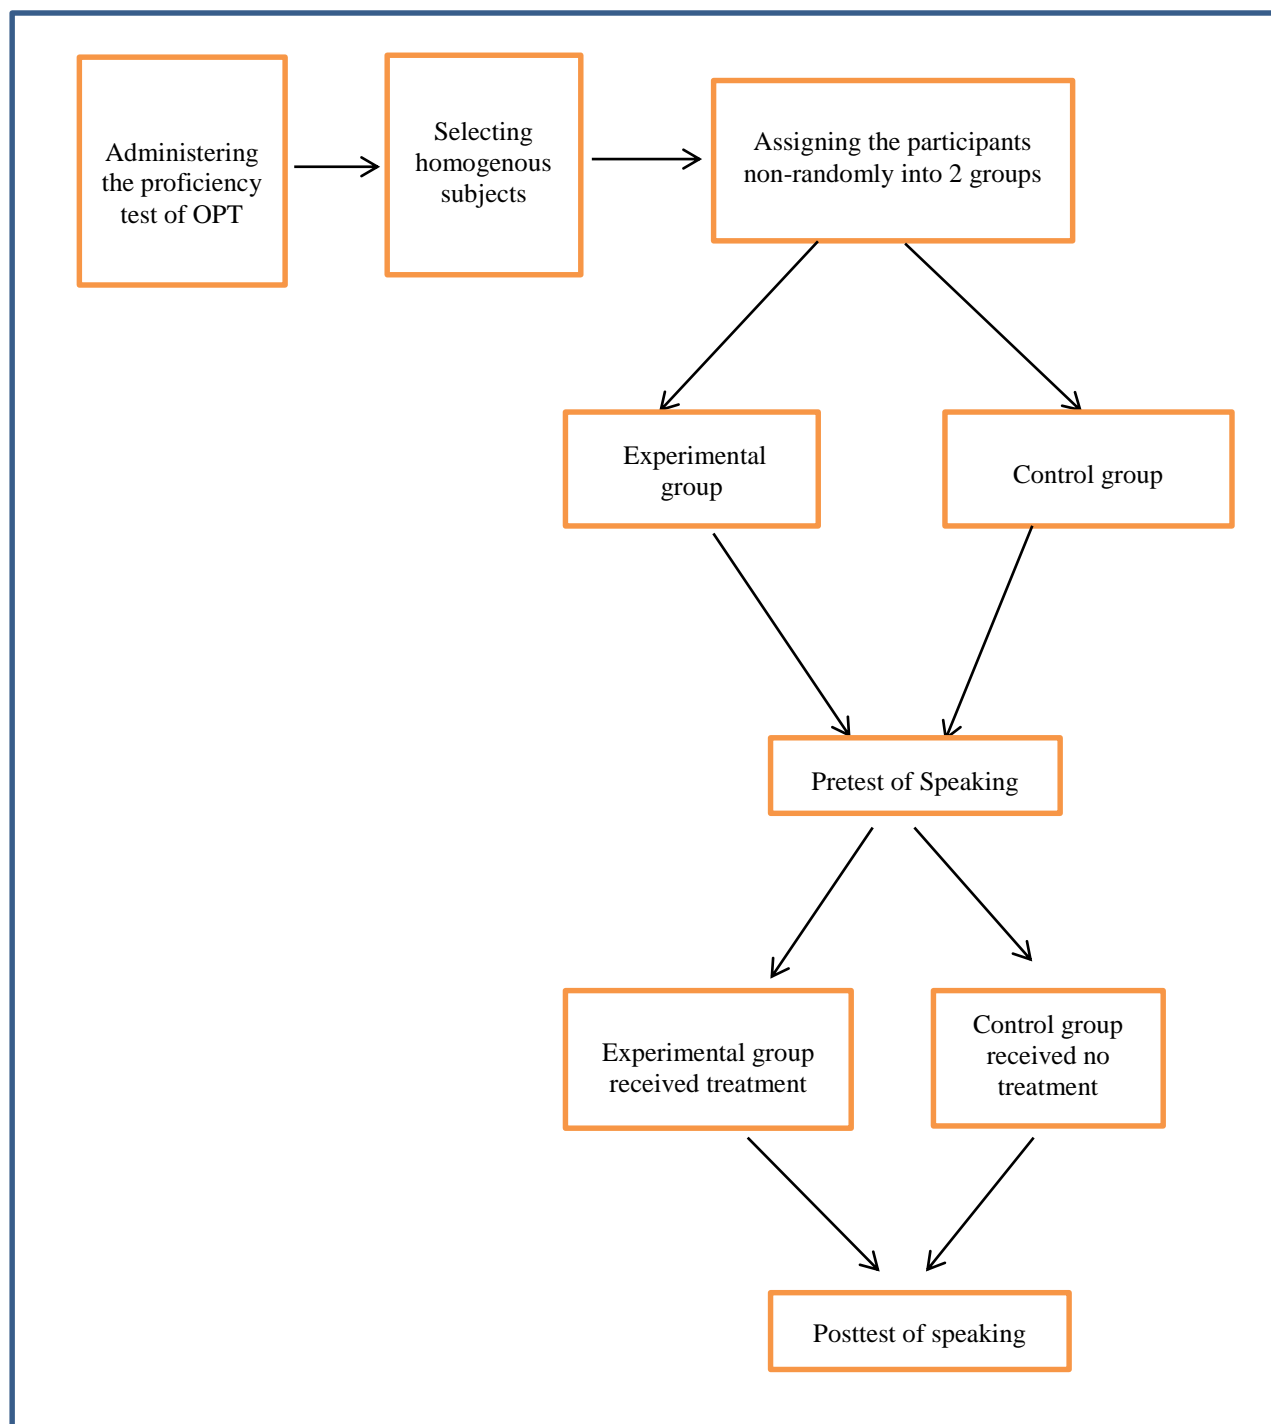 Administering
the proficiency
test of OPT
Selecting
homogenous
subjects
Assigning the participants
non-randomly into 2 groups
Experimental
group
Control group
Pretest of Speaking
Experimental group
received treatment
Control group
received no
treatment
Posttest of speaking